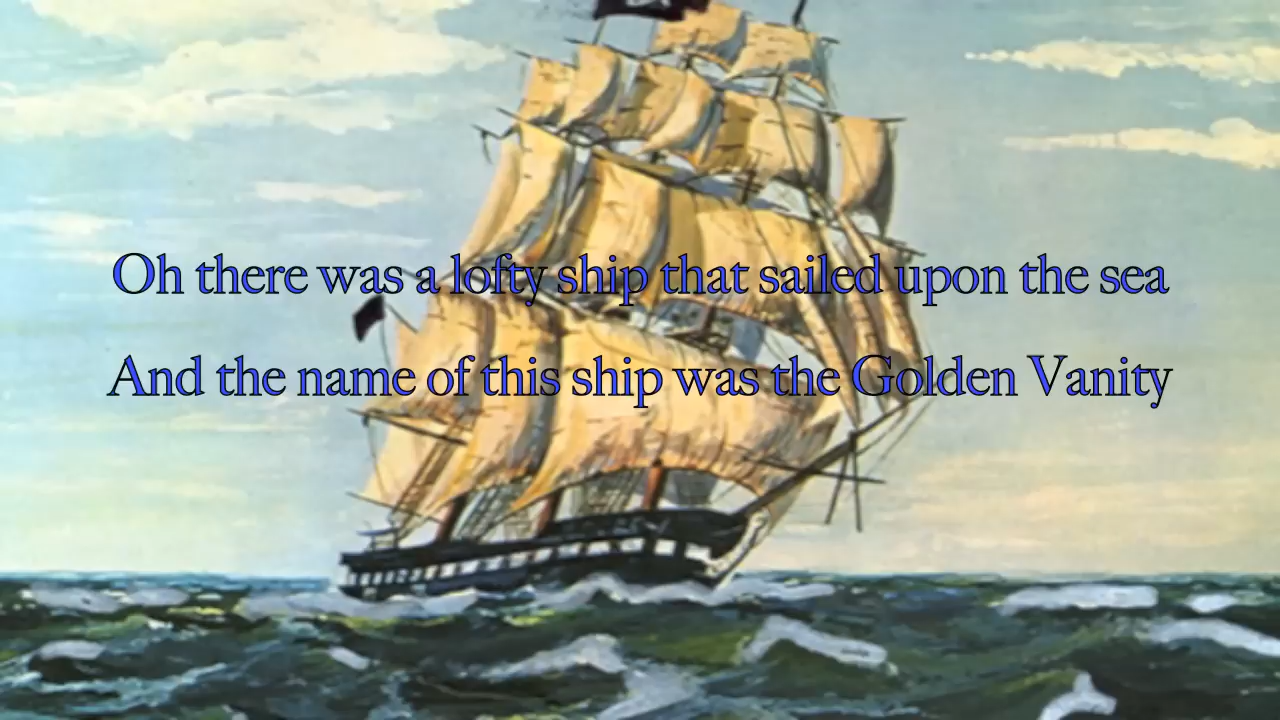 Oh there was a lofty ship that sailed upon the sea
And the name of this ship was the Golden Vanity